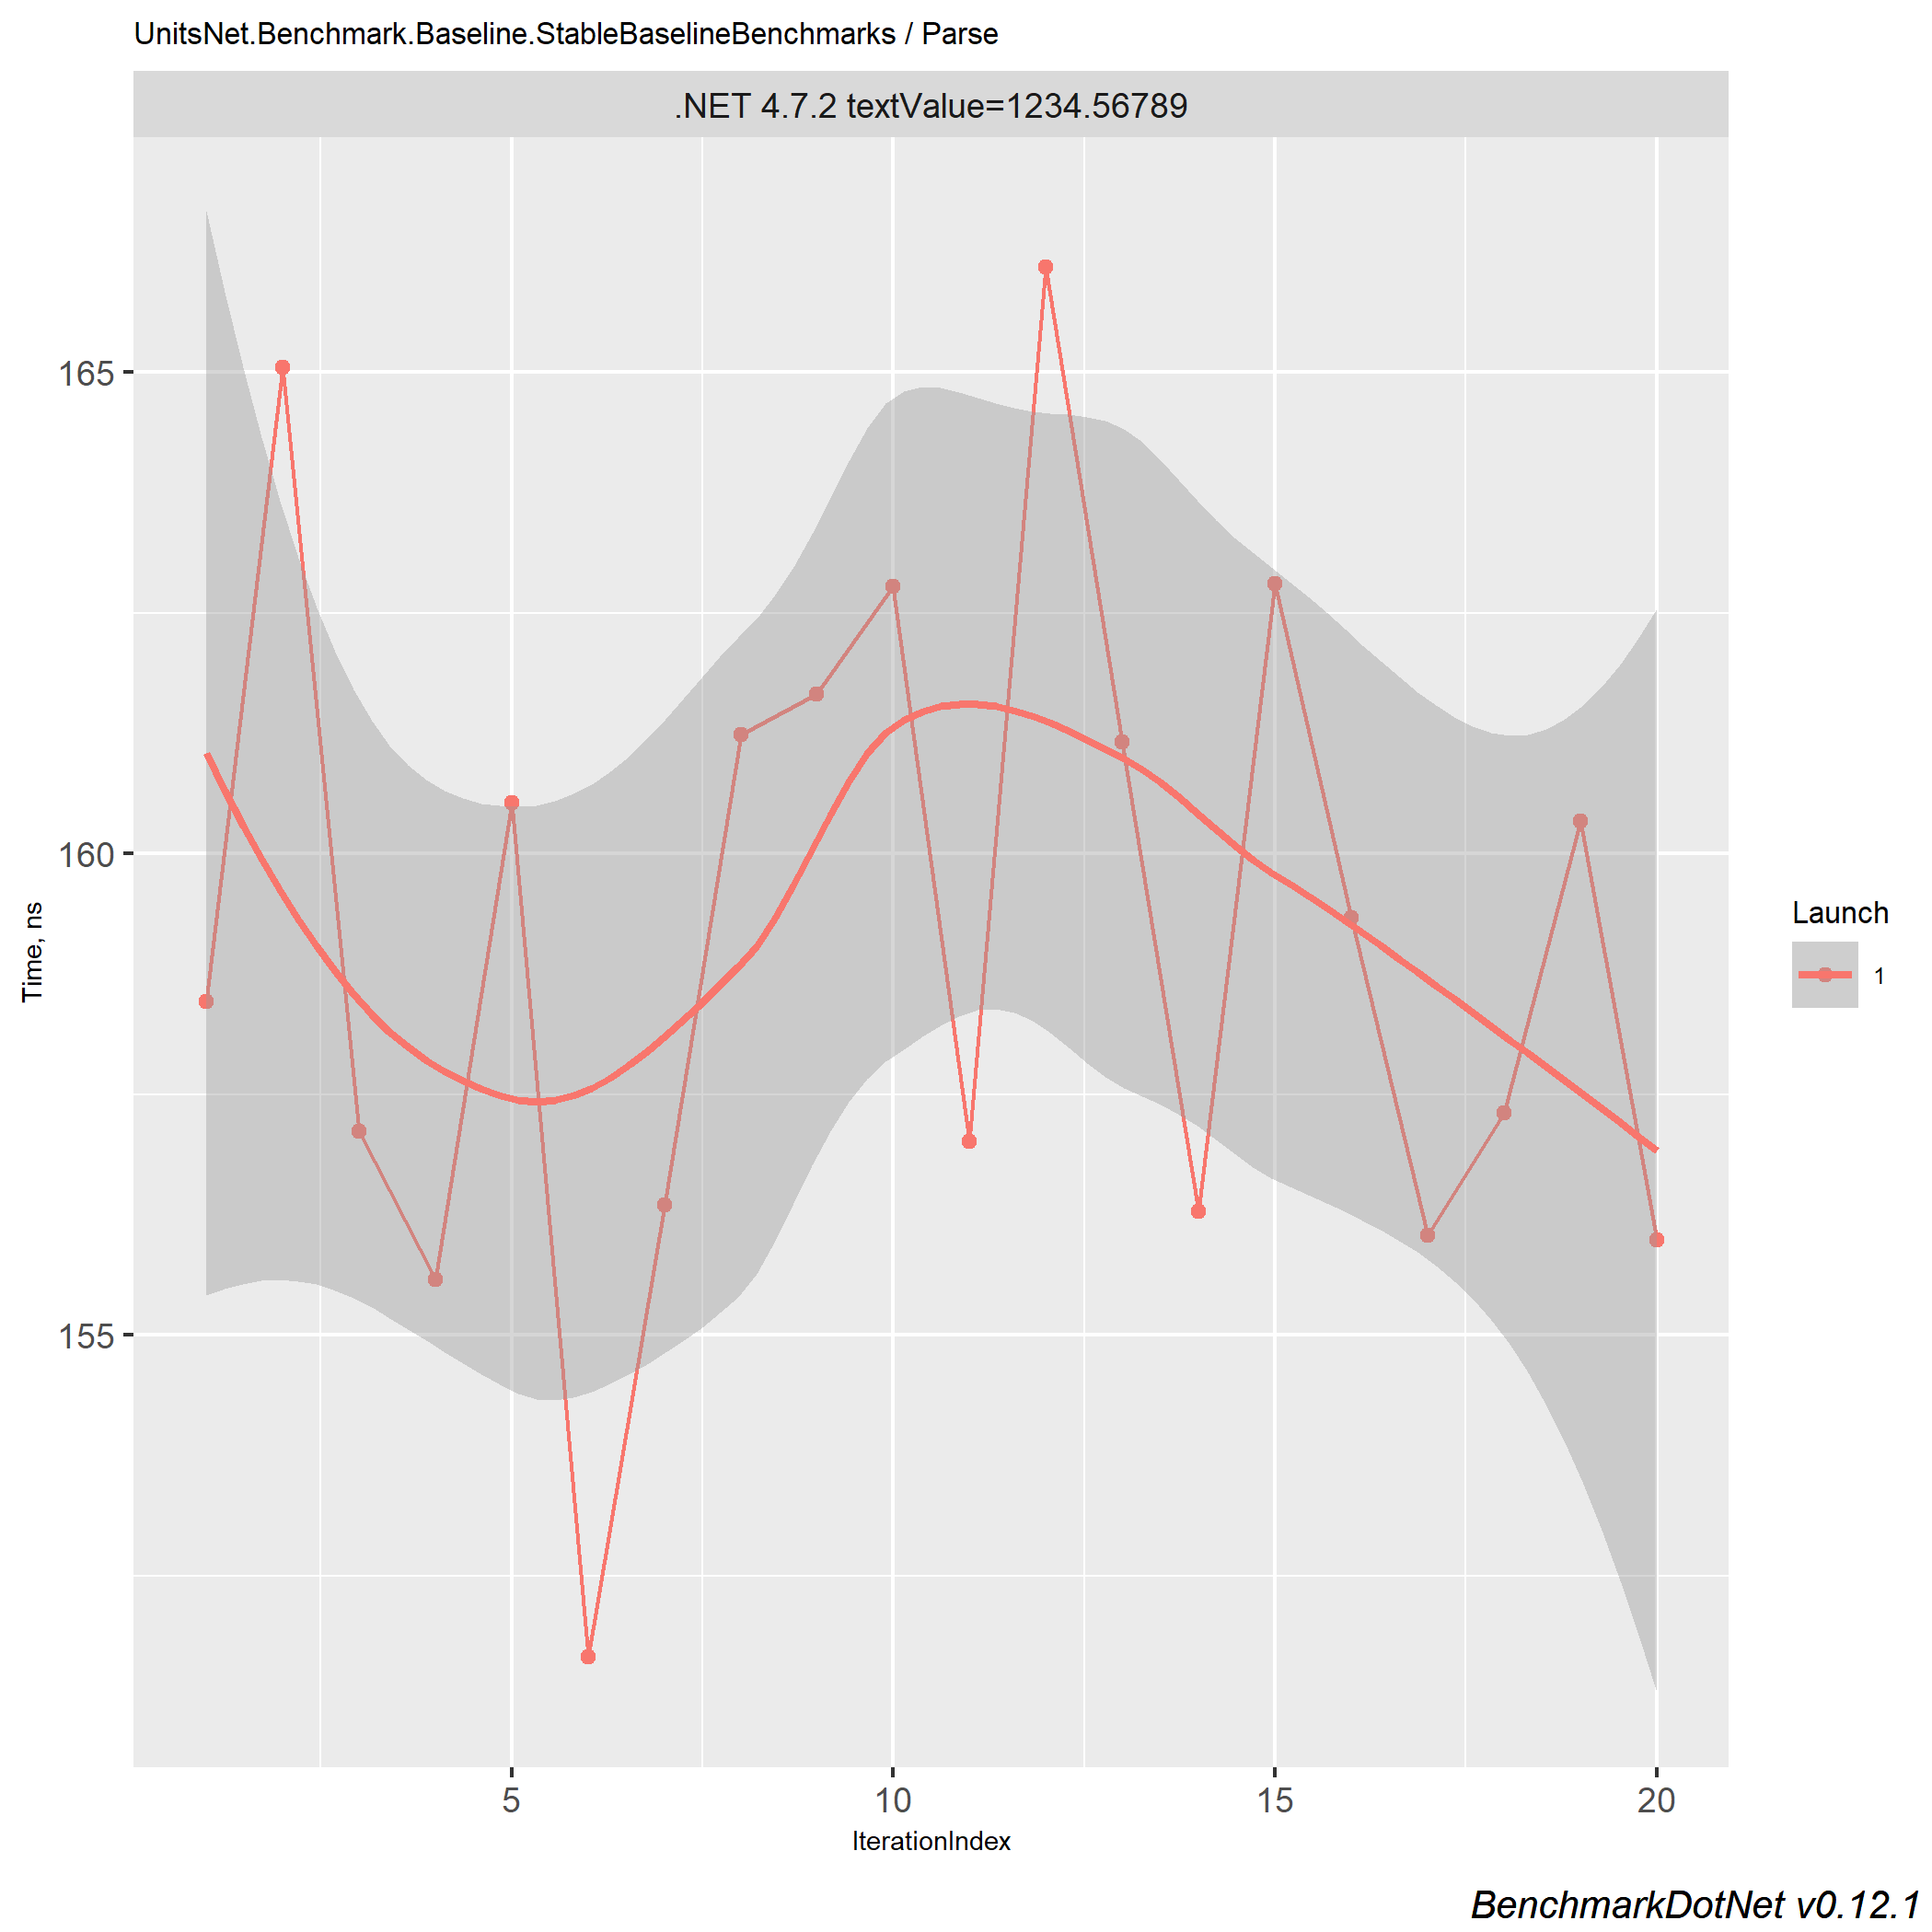 UnitsNet.Benchmark.Baseline.StableBaselineBenchmarks / Parse
.NET 4.7.2 textValue=1234.56789
165
160
155
Time, ns
5 10 15 20
IterationIndex
Launch
1
BenchmarkDotNet v0.12.1